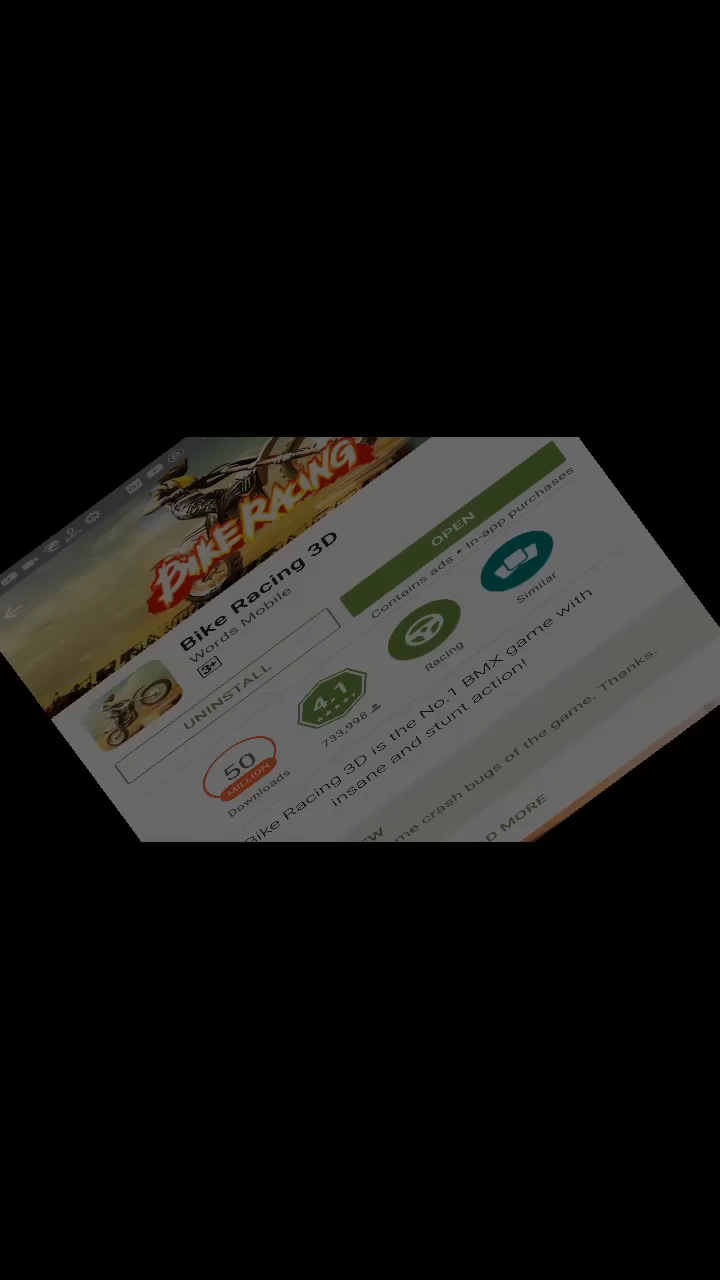 BIKE RACING
Bike Racing 3D
Words Mobile
3+
UNINSTALL
OPEN
Contains ads • In-app purchases
50
MILLION
Downloads
4.1
733,998
Racing
Similar
Bike Racing 3D is the No.1 BMX game with
insane and stunt action!
me crash bugs of the game. Thanks.